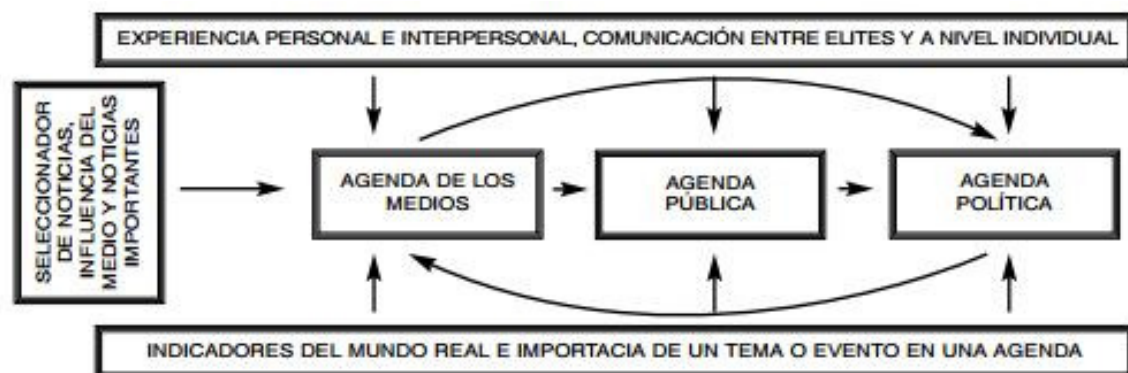 EXPERIENCIA PERSONAL E INTERPERSONAL, COMUNICACIÓN ENTRE ELITES Y A NIVEL INDIVIDUAL
SELECCIONADOR
DE NOTICIAS,
INFLUENCIA DEL
MEDIO Y NOTICIAS
IMPORTANTES
AGENDA DE LOS
MEDIOS
AGENDA
PÚBLICA
AGENDA
POLÍTICA
INDICADORES DEL MUNDO REAL E IMPORTACIA DE UN TEMA O EVENTO EN UNA AGENDA